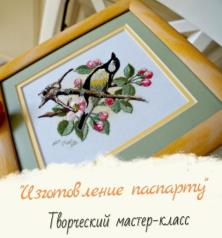 "Изготовление паспарту"
Творческий мастер-класс